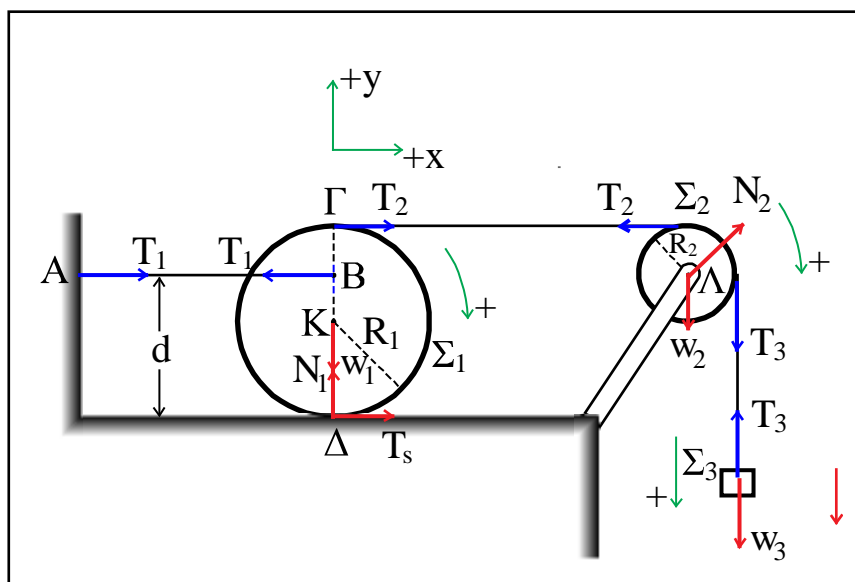 +y
+x
Γ T₂ T₂ Σ₂ N₂
A T₁ T₁ B R₂ Λ +
+
K R₁
d N₁ w₁ Σ₁ w₂ T₃
Δ Tₛ T₃
Σ₃
+
w₃